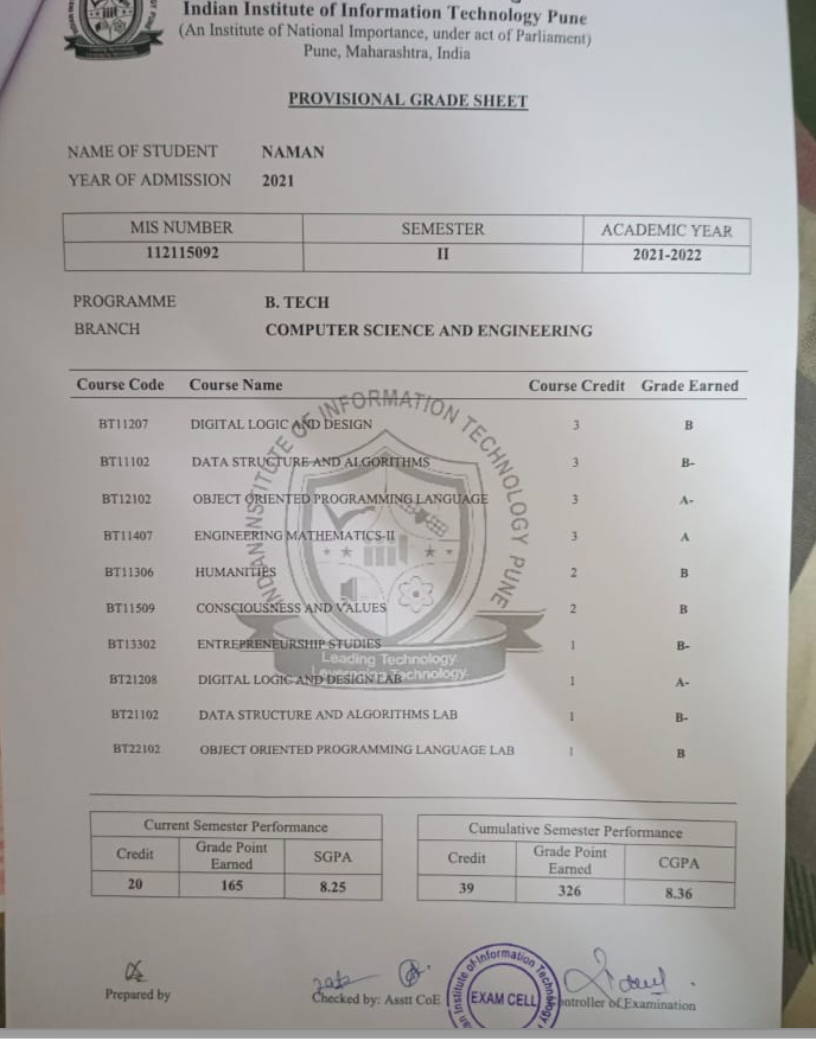 Indian Institute of Information Technology Pune
(An Institute of National Importance, under act of Parliament)
Pune, Maharashtra, India
PROVISIONAL GRADE SHEET
NAME OF STUDENT NAMAN
YEAR OF ADMISSION 2021
MIS NUMBER SEMESTER ACADEMIC YEAR
112115092 II 2021-2022
PROGRAMME B. TECH
BRANCH COMPUTER SCIENCE AND ENGINEERING
Course Code Course Name Course Credit Grade Earned
BT11207 DIGITAL LOGIC AND DESIGN 3 B
BT11102 DATA STRUCTURE AND ALGORITHMS 3 B-
BT12102 OBJECT ORIENTED PROGRAMMING LANGUAGE 3 A-
BT11407 ENGINEERING MATHEMATICS-II 3 A
BT11306 HUMANITIES 2 B
BT11509 CONSCIOUSNESS AND VALUES 2 B
BT13302 ENTREPRENEURSHIP STUDIES 1 B-
BT21208 DIGITAL LOGIC AND DESIGN LAB 1 A-
BT21102 DATA STRUCTURE AND ALGORITHMS LAB 1 B-
BT22102 OBJECT ORIENTED PROGRAMMING LANGUAGE LAB 1 B
INDIAN INSTITUTE OF INFORMATION TECHNOLOGY PUNE
Leading Technology
Technology
Current Semester Performance
Credit Grade Point Earned SGPA
20 165 8.25
Cumulative Semester Performance
Credit Grade Point Earned CGPA
39 326 8.36
Prepared by
Checked by: Asstt CoE
Institute of Information Technology
EXAM CELL
ontroller of Examination